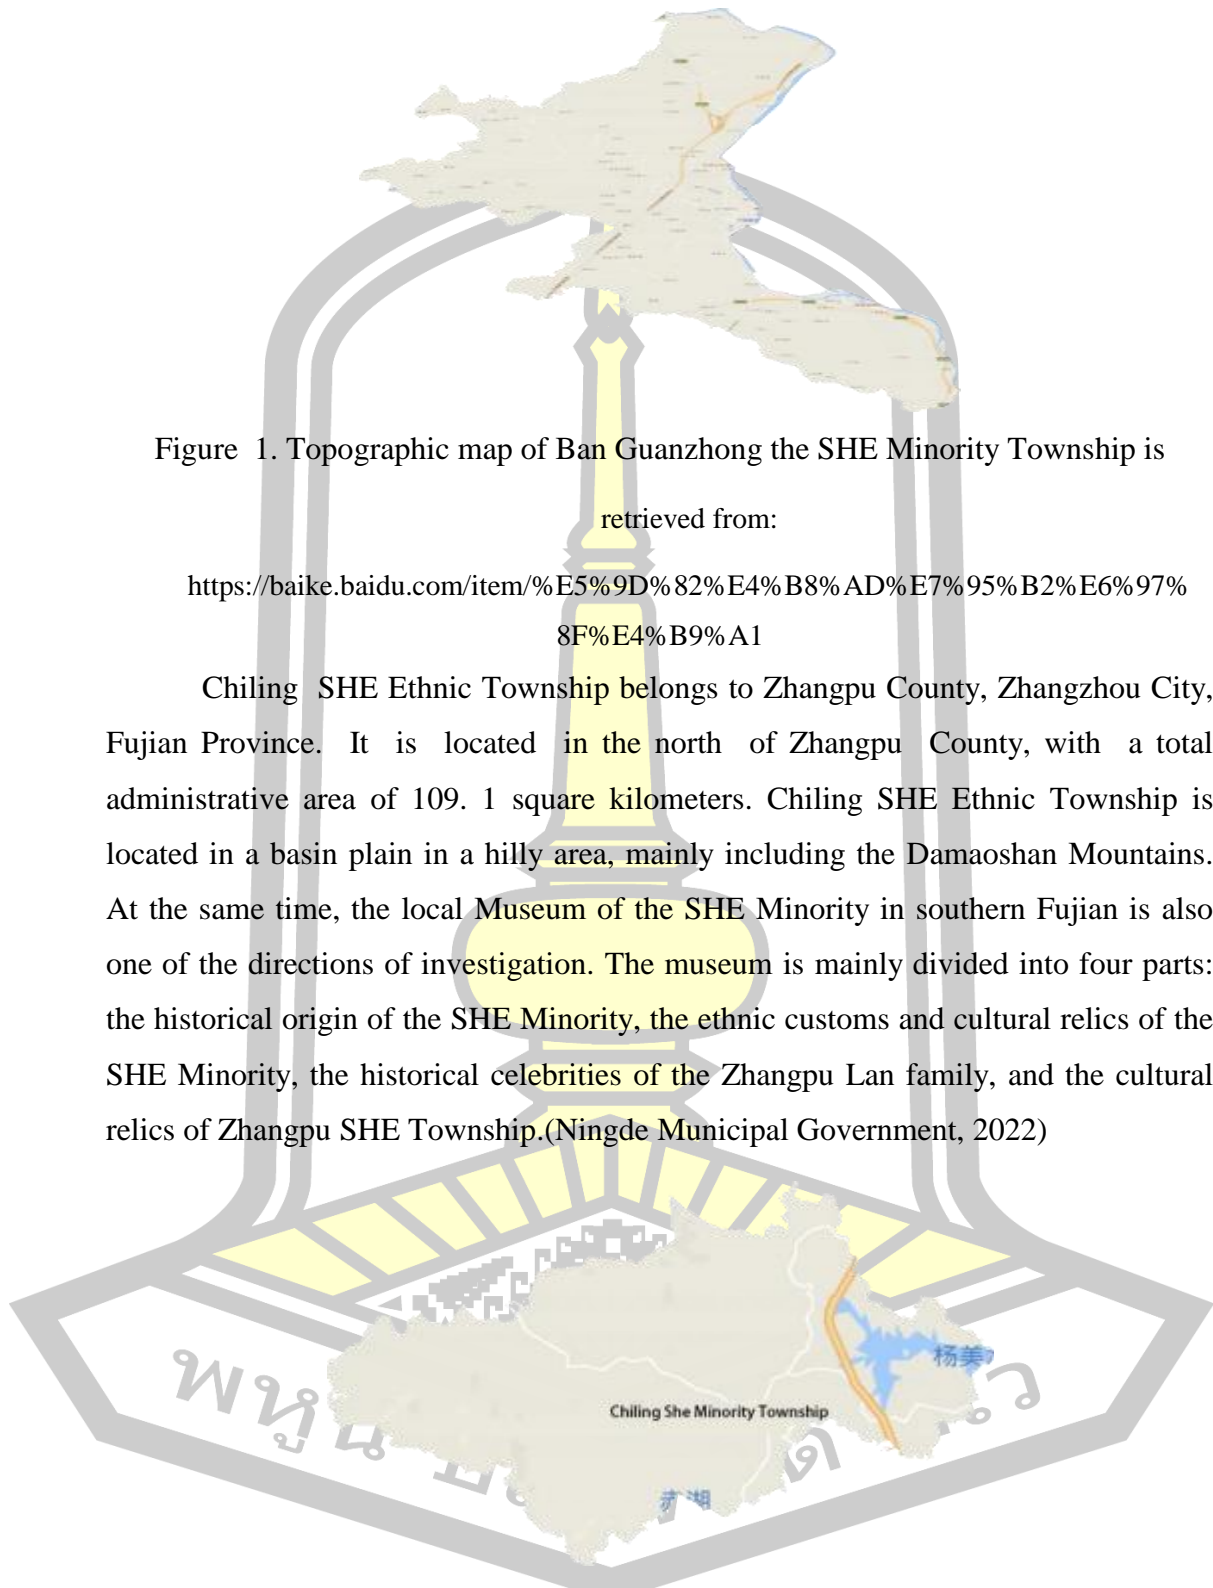 Figure 1. Topographic map of Ban Guanzhong the SHE Minority Township is
retrieved from:
https://baike.baidu.com/item/%E5%9D%82%E4%B8%AD%E7%95%B2%E6%97%
8F%E4%B9%A1
Chiling SHE Ethnic Township belongs to Zhangpu County, Zhangzhou City,
Fujian Province. It is located in the north of Zhangpu County, with a total
administrative area of 109. 1 square kilometers. Chiling SHE Ethnic Township is
located in a basin plain in a hilly area, mainly including the Damaoshan Mountains.
At the same time, the local Museum of the SHE Minority in southern Fujian is also
one of the directions of investigation. The museum is mainly divided into four parts:
the historical origin of the SHE Minority, the ethnic customs and cultural relics of the
SHE Minority, the historical celebrities of the Zhangpu Lan family, and the cultural
relics of Zhangpu SHE Township.(Ningde Municipal Government, 2022)
杨美
Chiling She Minority Township
พหูน